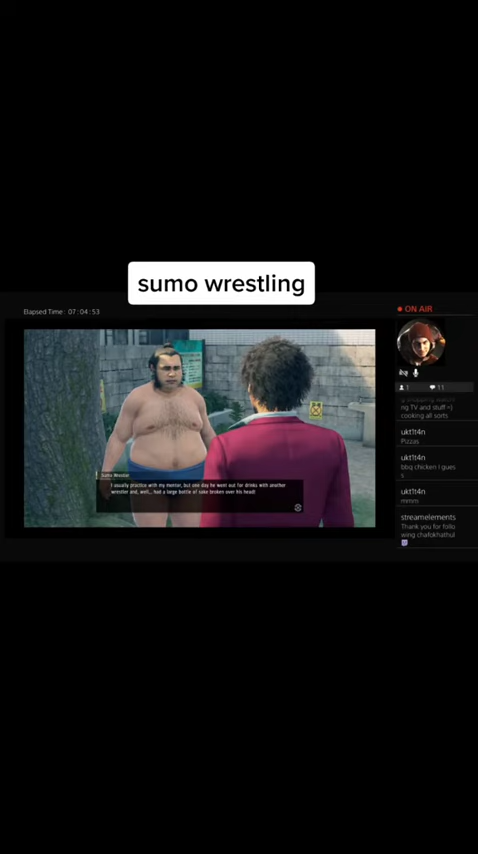 sumo wrestling
Elapsed Time : 07:04:53
ON AIR
1
11
ng TV and stuff =)
cooking all sorts
ukt1t4n
Pizzas
ukt1t4n
bbq chicken I gues
s
ukt1t4n
mmm
streamelements
Thank you for follo
wing chafokhathul
Sumo Wrestler
I usually practice with my mentor, but one day he went out for drinks with another
wrestler and, well... had a large bottle of sake broken over his head!